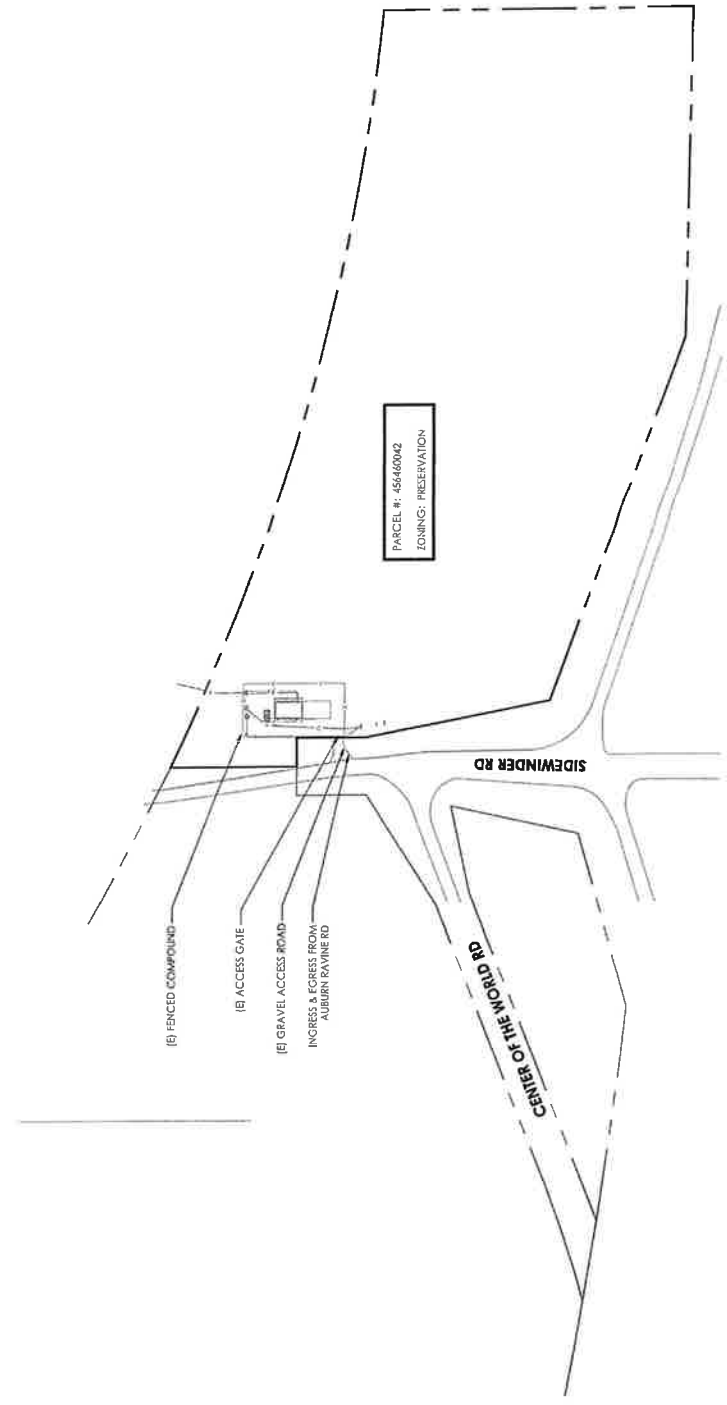 (E) FENCED COMPOUND
(E) ACCESS GATE
(E) GRAVEL ACCESS ROAD
INGRESS & EGRESS FROM
AUBURN RAVINE RD
PARCEL #: 456460042
ZONING: PRESERVATION
SIDEWINDER RD
CENTER OF THE WORLD RD